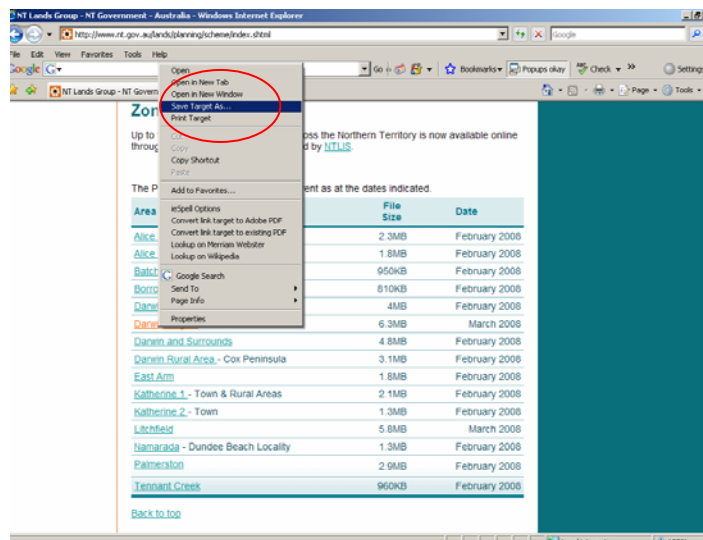 NT Lands Group - NT Government - Australia - Windows Internet Explorer
http://www.nt.gov.au/lands/planning/scheme/index.shtml
Google
File Edit View Favorites Tools Help
Google G Go Bookmarks Popups okay Check Settings
NT Lands Group - NT Govern Page Tools
Open
Open in New Tab
Open in New Window
Save Target As...
Print Target
Cut
Copy
Copy Shortcut
Paste
Add to Favorites...
ieSpell Options
Convert link target to Adobe PDF
Convert link target to existing PDF
Lookup on Merriam Webster
Lookup on Wikipedia
Google Search
Send To
Page Info
Properties
Zon
Up to oss the Northern Territory is now available online
throug d by NTLIS.
The P ent as at the dates indicated.
Area File Size Date
Alice 2.3MB February 2008
Alice 1.8MB February 2008
Batch 950KB February 2008
Borro 810KB February 2008
Darwi 4MB February 2008
Darwi 6.3MB March 2008
Darwin and Surrounds 4.8MB February 2008
Darwin Rural Area - Cox Peninsula 3.1MB February 2008
East Arm 1.8MB February 2008
Katherine 1 - Town & Rural Areas 2.1MB February 2008
Katherine 2 - Town 1.3MB February 2008
Litchfield 5.8MB March 2008
Namarada - Dundee Beach Locality 1.3MB February 2008
Palmerston 2.9MB February 2008
Tennant Creek 960KB February 2008
Back to top